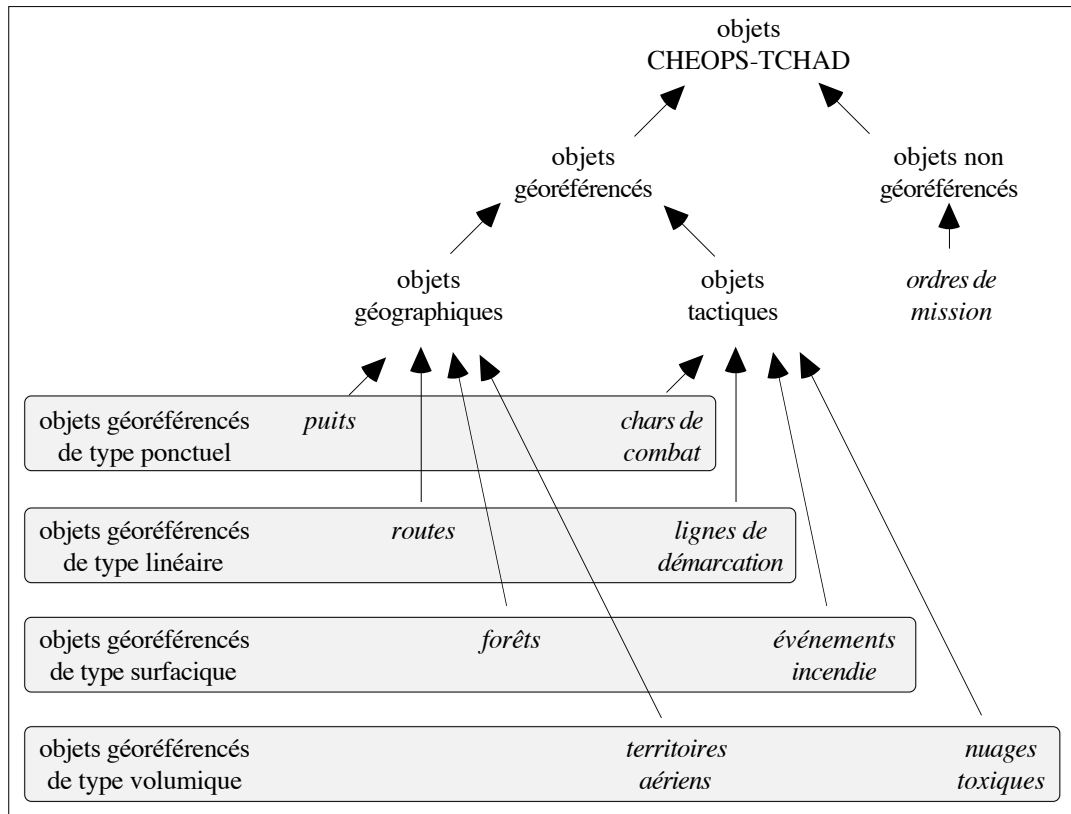 objets
CHEOPS-TCHAD
objets
géoréférencés
objets non
géoréférencés
objets
géographiques
objets
tactiques
ordres de
mission
objets géoréférencés
de type ponctuel
puits
chars de
combat
objets géoréférencés
de type linéaire
routes
lignes de
démarcation
objets géoréférencés
de type surfacique
forêts
événements
incendie
objets géoréférencés
de type volumique
territoires
aériens
nuages
toxiques